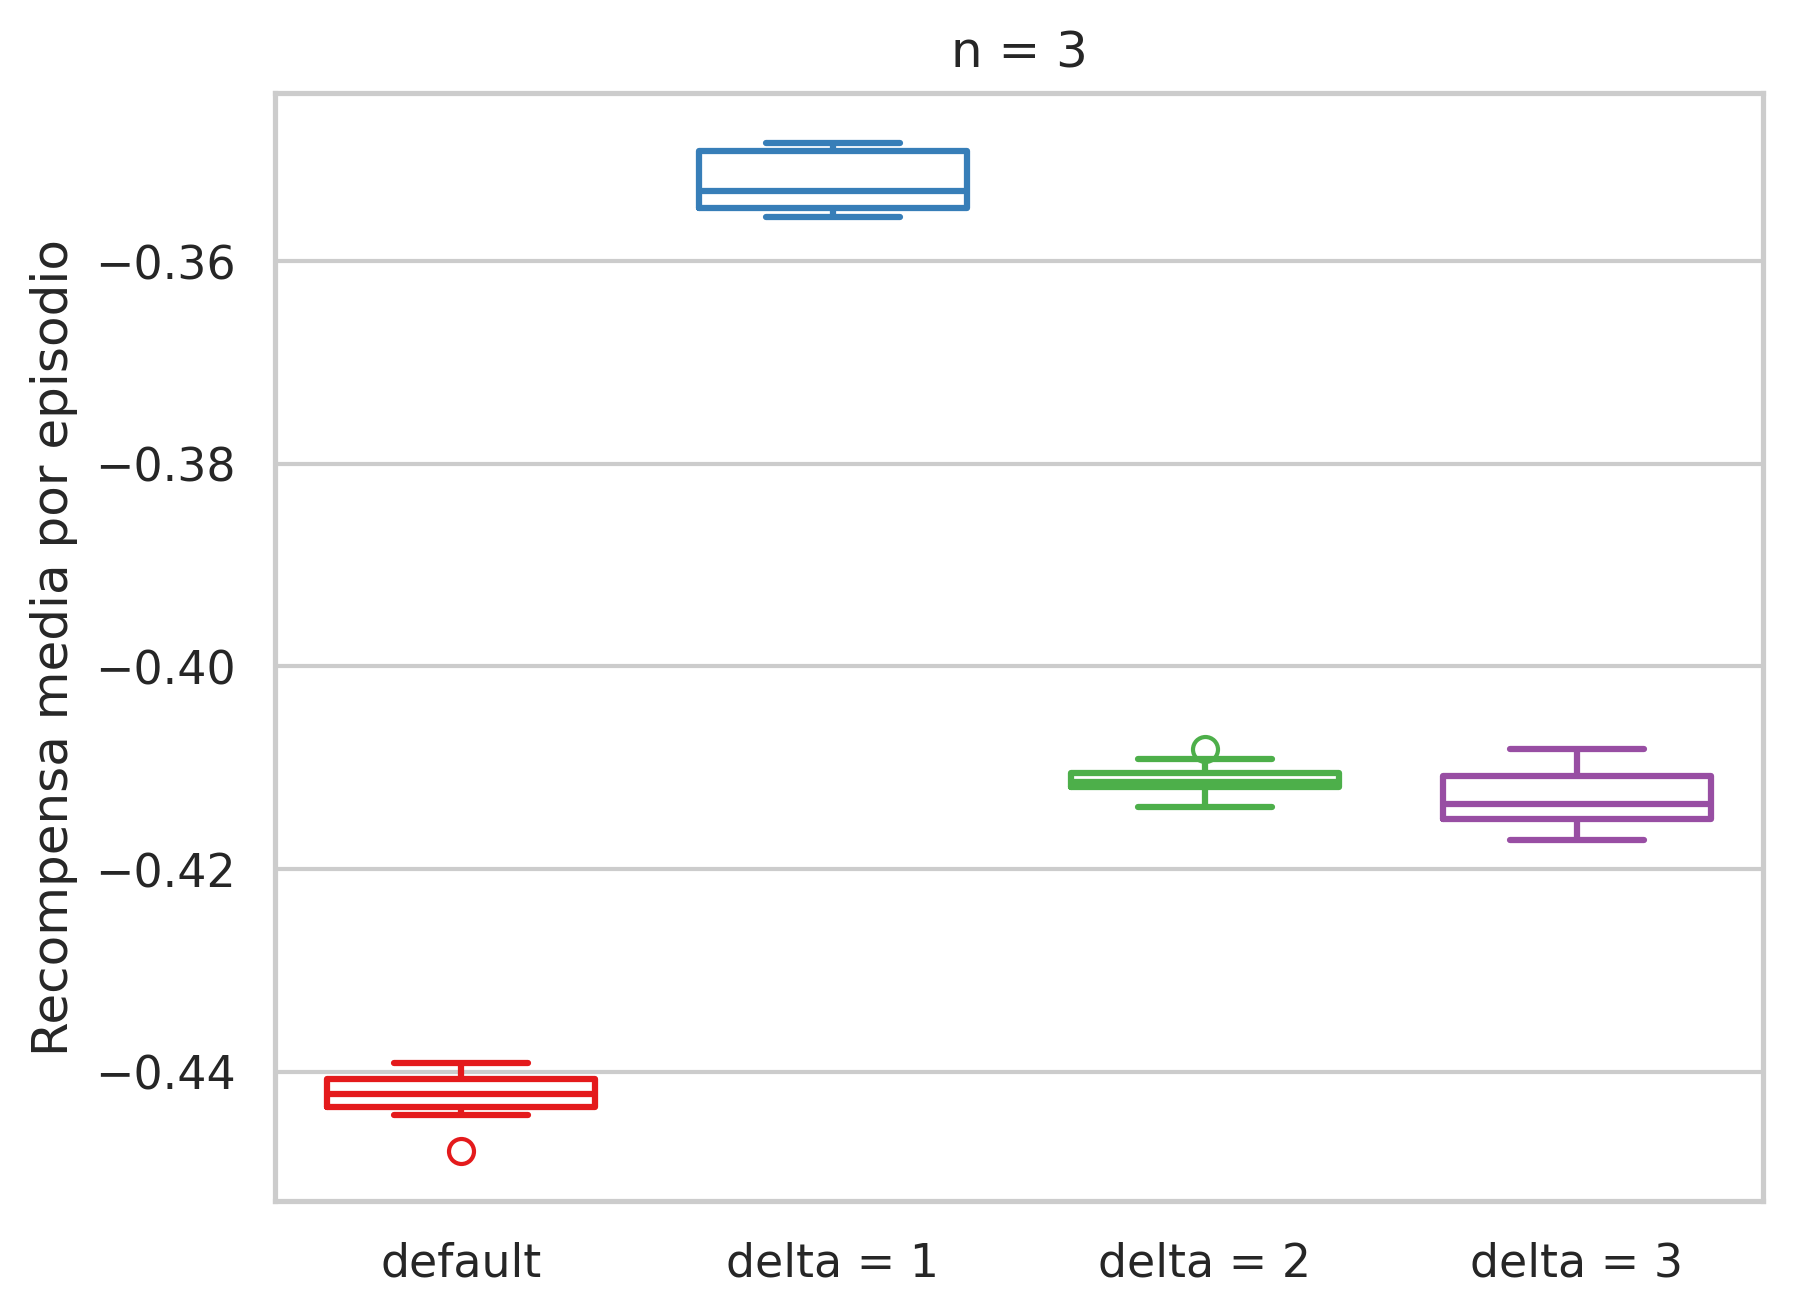 n = 3
Recompensa media por episodio
−0.36
−0.38
−0.40
−0.42
−0.44
default
delta = 1
delta = 2
delta = 3